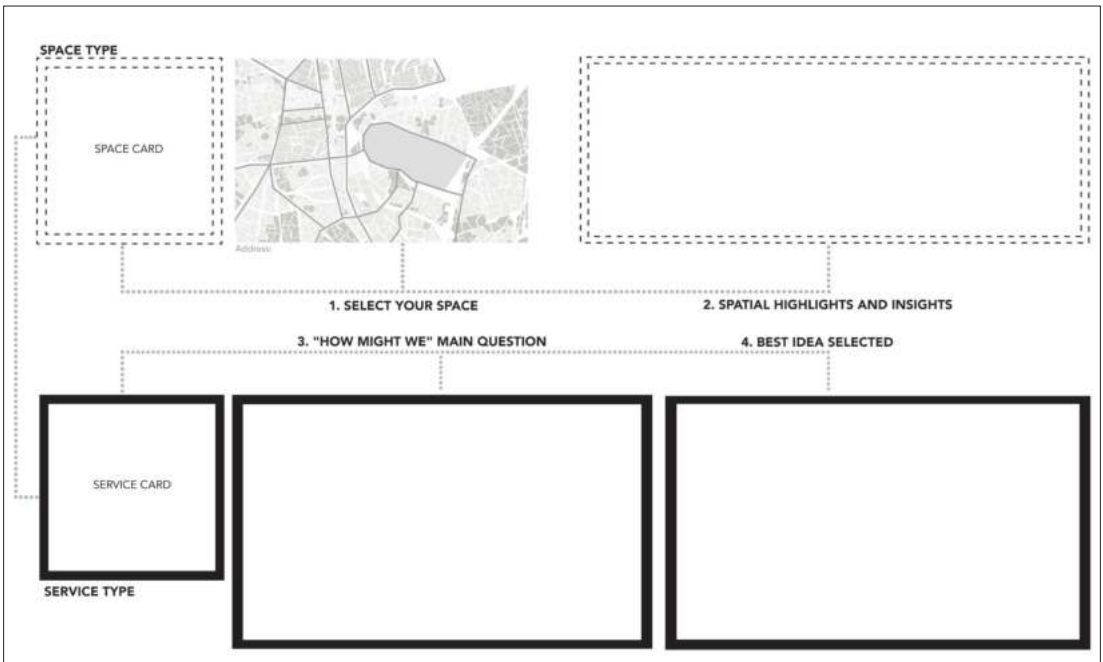 SPACE TYPE
SPACE CARD
Address:
1. SELECT YOUR SPACE
2. SPATIAL HIGHLIGHTS AND INSIGHTS
3. "HOW MIGHT WE" MAIN QUESTION
4. BEST IDEA SELECTED
SERVICE CARD
SERVICE TYPE